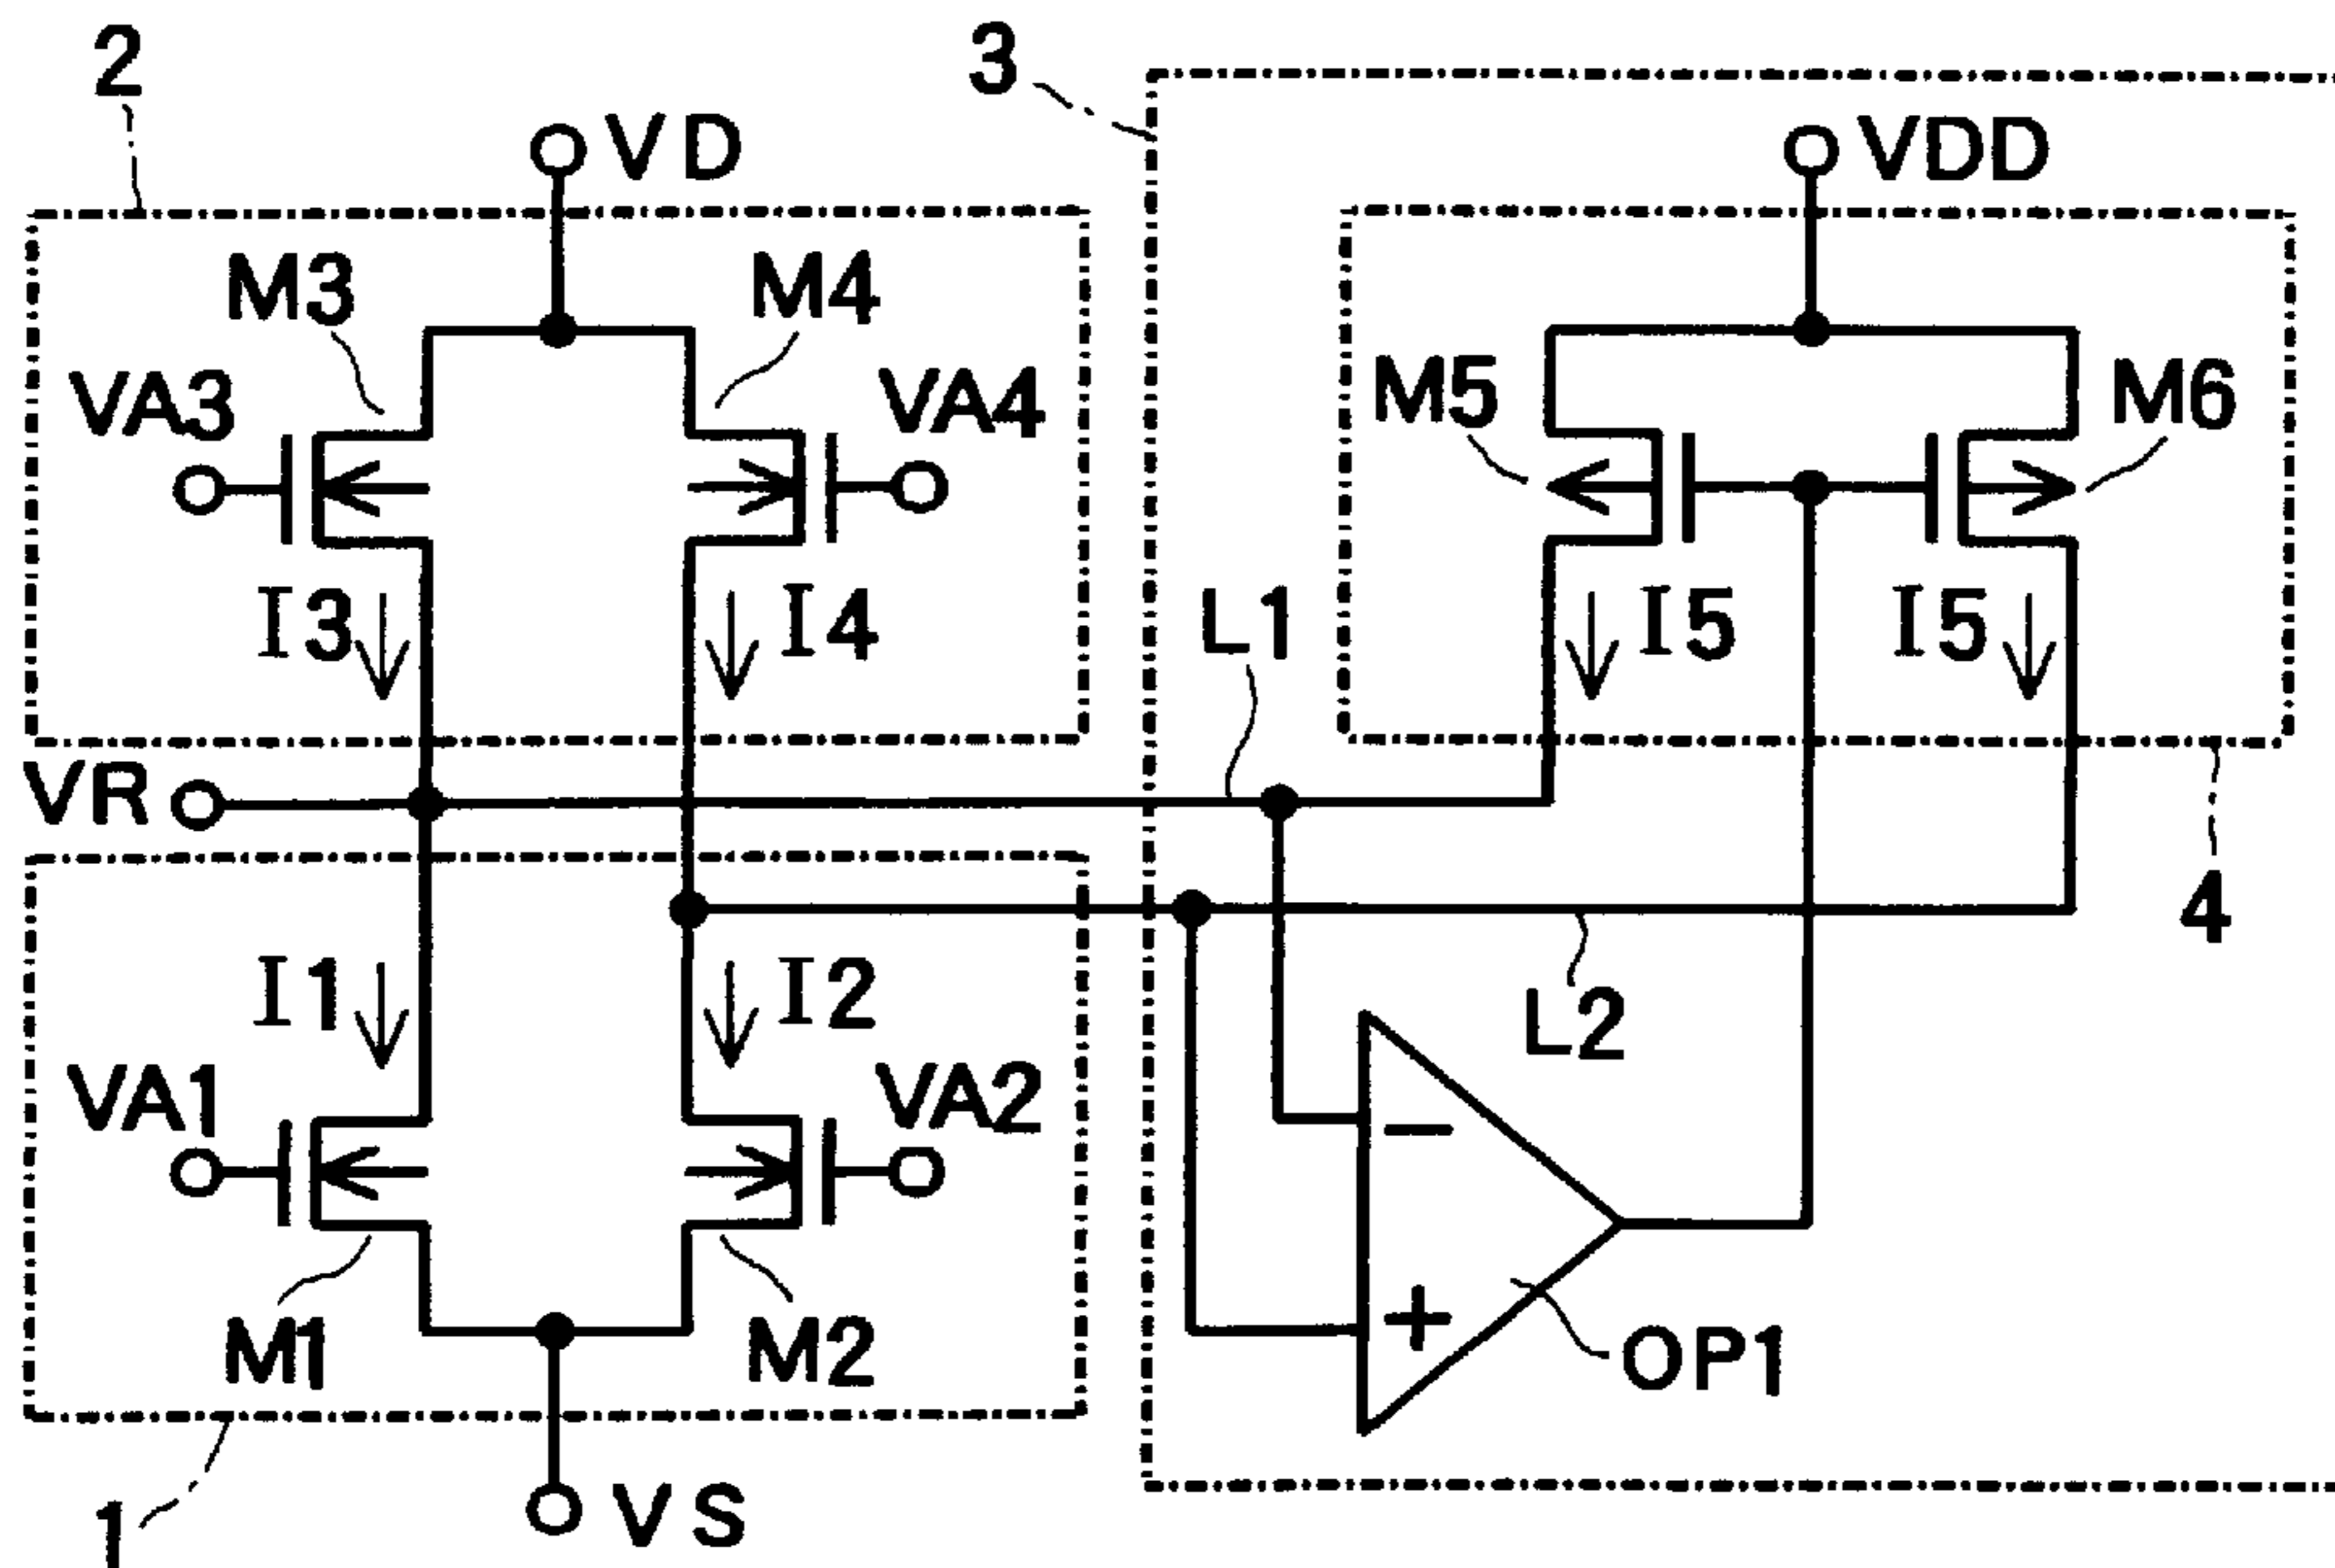 2
3
VD
VDD
M3
M4
VA3
VA4
M5
M6
I3
I4
L1
I5
I5
VR
4
I1
I2
L2
VA1
VA2
−
+
M1
M2
OP1
VS
1